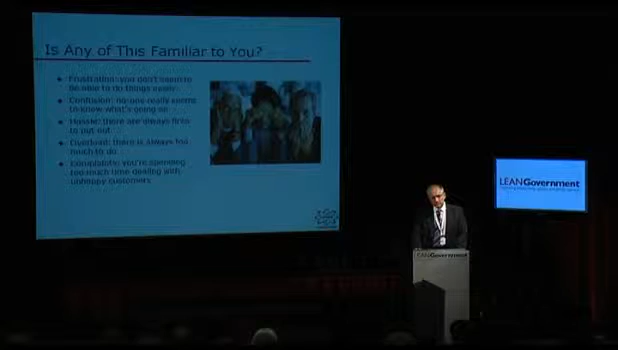 Is Any of This Familiar to You?
Frustration: you don't seem to
be able to do things easily
Confusion: no-one really seems
to know what's going on
Hassle: there are always fires
to put out
Overload: there is always too
much to do
Complaints: you're spending
too much time dealing with
unhappy customers
LEANGovernment
LEANGovernment